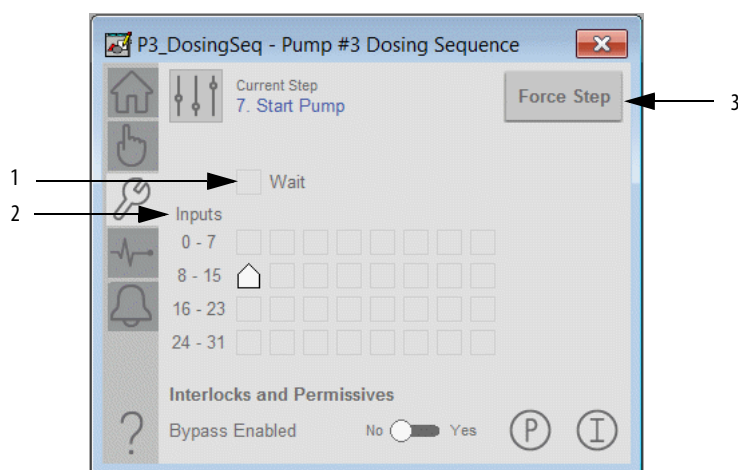 P3_DosingSeq - Pump #3 Dosing Sequence
Current Step
7. Start Pump
Force Step
3
1
Wait
2
Inputs
0 - 7
8 - 15
16 - 23
24 - 31
Interlocks and Permissives
? Bypass Enabled No Yes P I